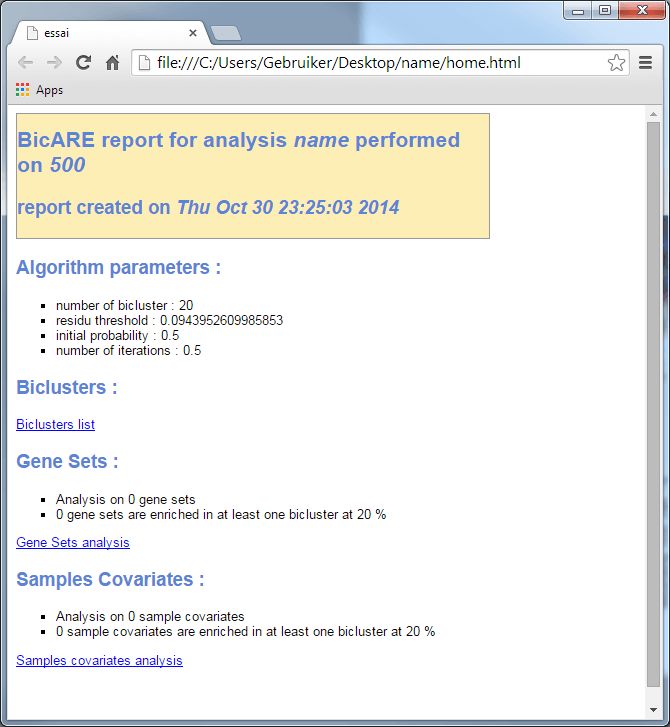 essai
file:///C:/Users/Gebruiker/Desktop/name/home.html
Apps
BicARE report for analysis name performed
on 500
report created on Thu Oct 30 23:25:03 2014
Algorithm parameters :
number of bicluster : 20
residu threshold : 0.0943952609985853
initial probability : 0.5
number of iterations : 0.5
Biclusters :
Biclusters list
Gene Sets :
Analysis on 0 gene sets
0 gene sets are enriched in at least one bicluster at 20 %
Gene Sets analysis
Samples Covariates :
Analysis on 0 sample covariates
0 sample covariates are enriched in at least one bicluster at 20 %
Samples covariates analysis